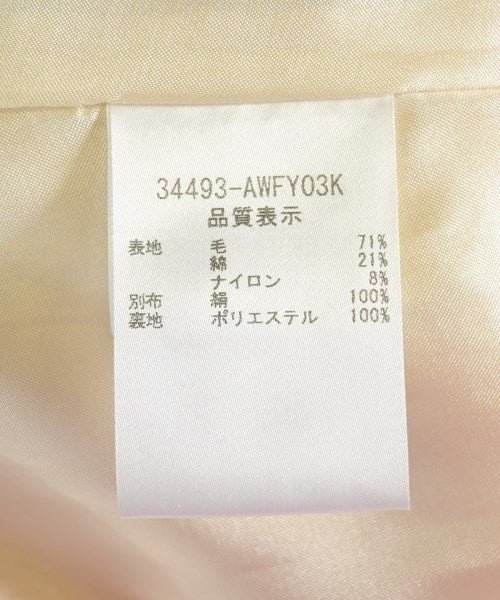 34493-AWFY03K
品質表示
表地 毛 71%
綿 21%
ナイロン 8%
別布 絹 100%
裏地 ポリエステル 100%